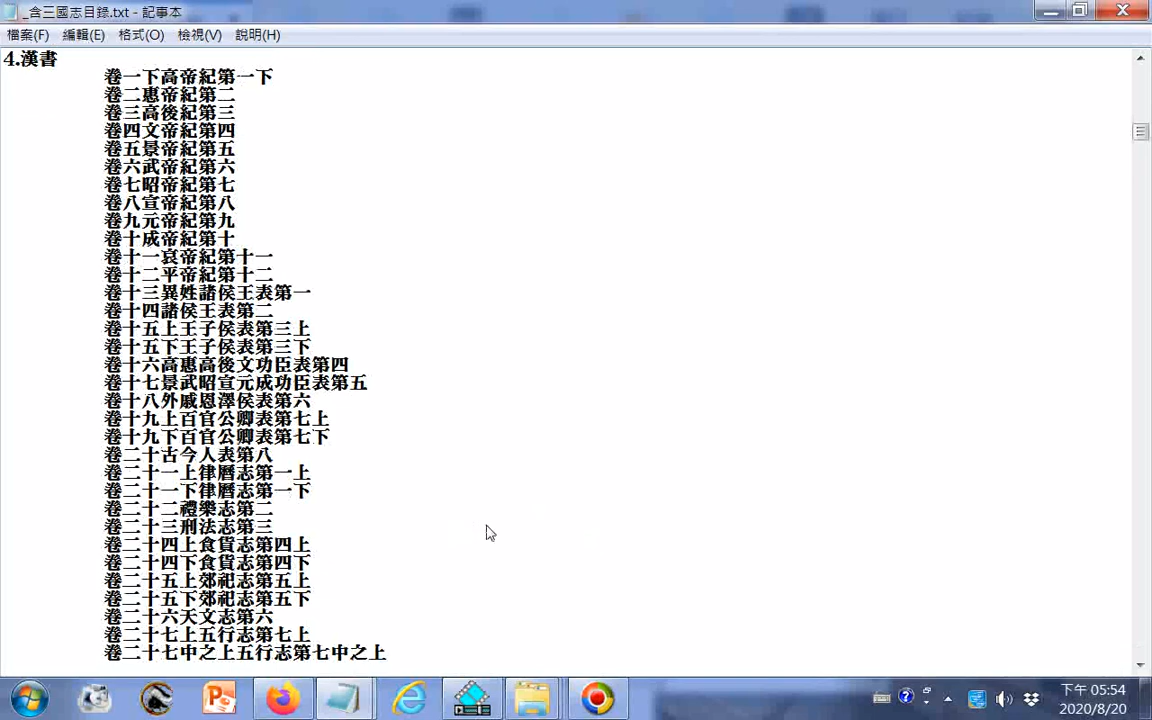 _含三國志目錄.txt - 記事本
檔案(F) 編輯(E) 格式(O) 檢視(V) 說明(H)
4.漢書
卷一下高帝紀第一下
卷二惠帝紀第二
卷三高後紀第三
卷四文帝紀第四
卷五景帝紀第五
卷六武帝紀第六
卷七昭帝紀第七
卷八宣帝紀第八
卷九元帝紀第九
卷十成帝紀第十
卷十一哀帝紀第十一
卷十二平帝紀第十二
卷十三異姓諸侯王表第一
卷十四諸侯王表第二
卷十五上王子侯表第三上
卷十五下王子侯表第三下
卷十六高惠高後文功臣表第四
卷十七景武昭宣元成功臣表第五
卷十八外戚恩澤侯表第六
卷十九上百官公卿表第七上
卷十九下百官公卿表第七下
卷二十古今人表第八
卷二十一上律曆志第一上
卷二十一下律曆志第一下
卷二十二禮樂志第二
卷二十三刑法志第三
卷二十四上食貨志第四上
卷二十四下食貨志第四下
卷二十五上郊祀志第五上
卷二十五下郊祀志第五下
卷二十六天文志第六
卷二十七上五行志第七上
卷二十七中之上五行志第七中之上
下午 05:54
2020/8/20